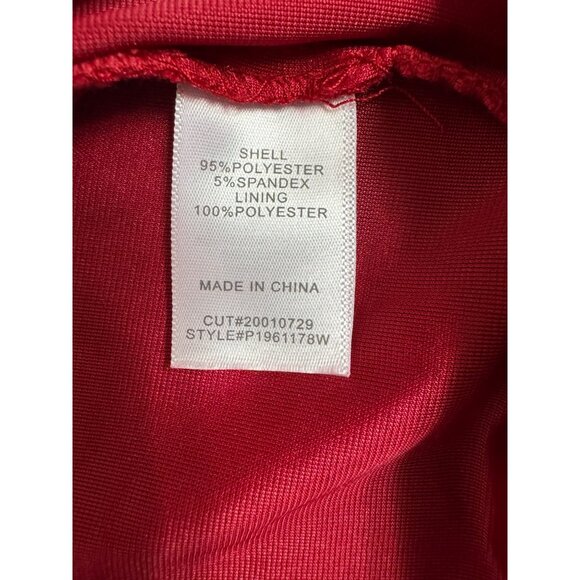 SHELL
95%POLYESTER
5%SPANDEX
LINING
100%POLYESTER
MADE IN CHINA
CUT#20010729
STYLE#P1961178W